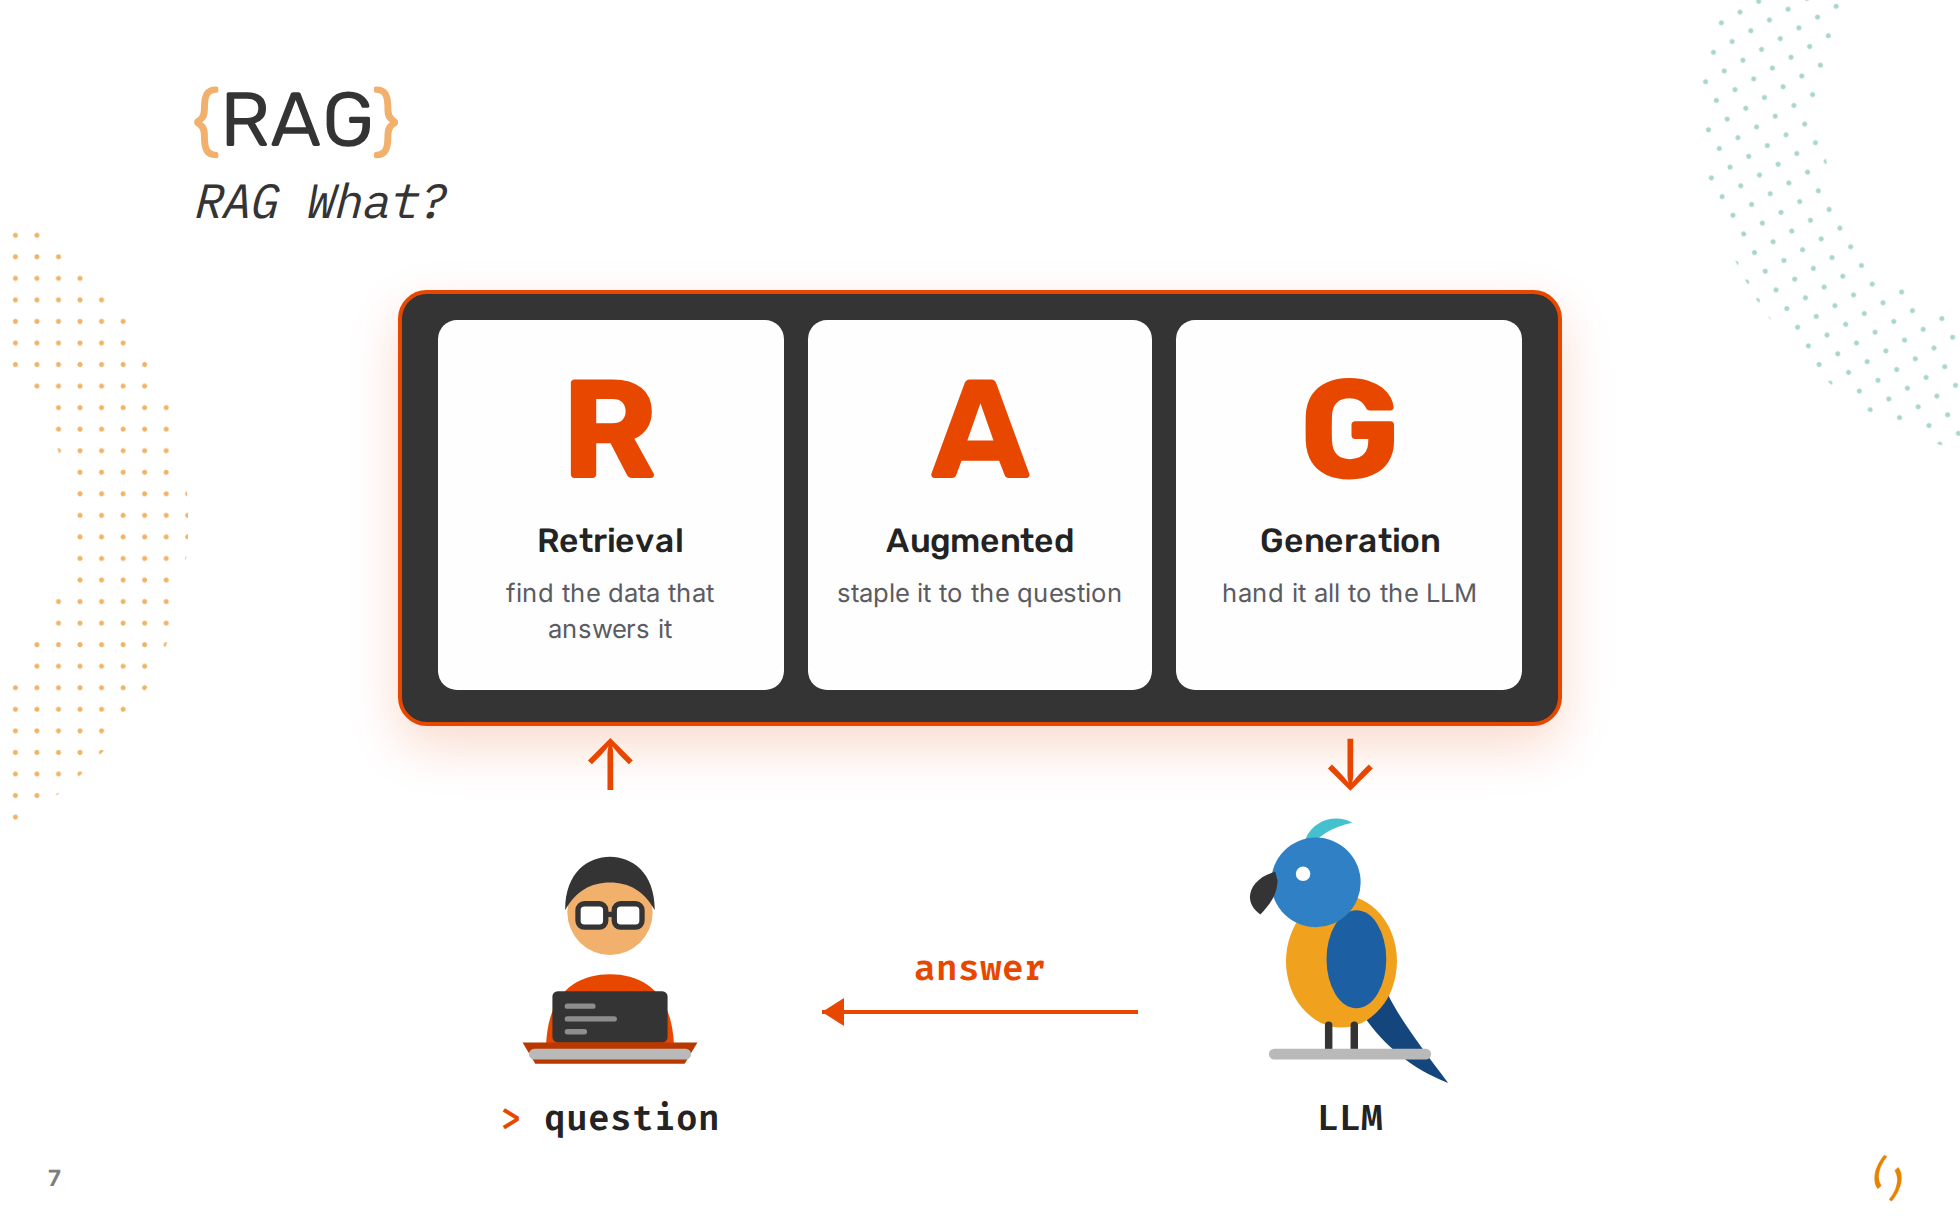 {RAG}
RAG What?
R
Retrieval
find the data that
answers it
A
Augmented
staple it to the question
G
Generation
hand it all to the LLM
answer
> question
LLM
7